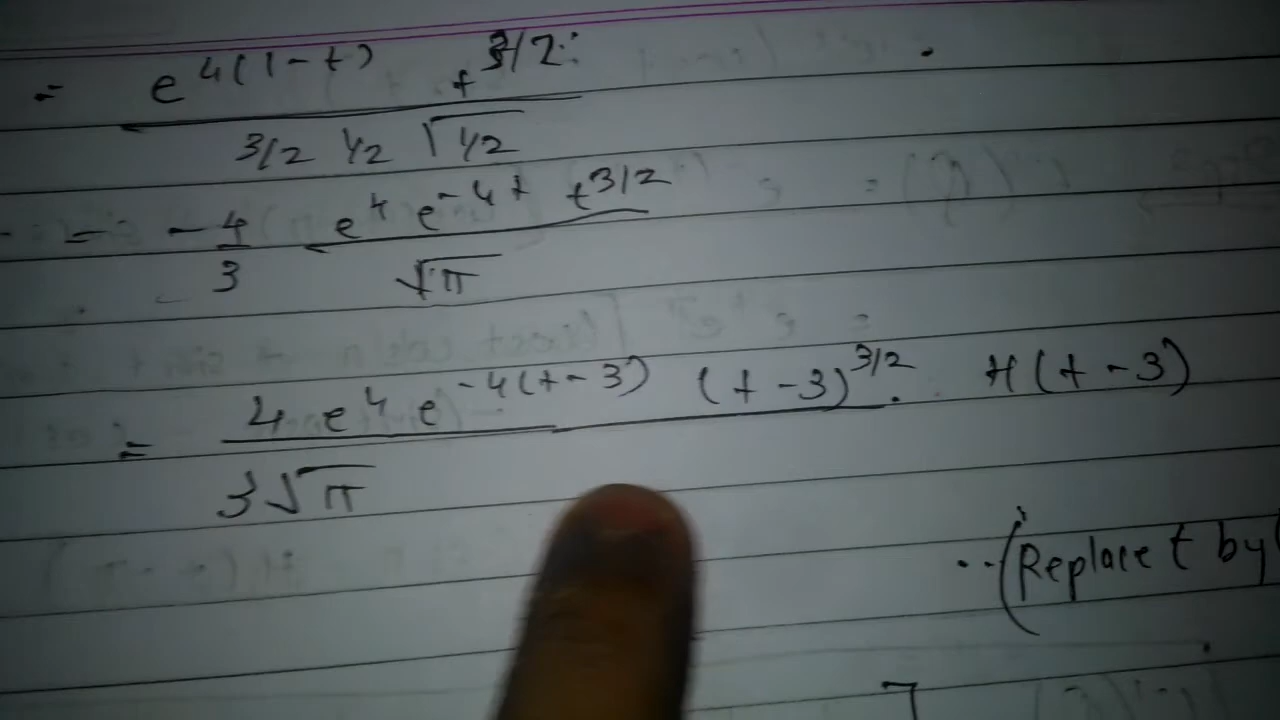 = e^4(1-t) t^3/2 .
3/2 1/2 √1/2
= -4/3 e^4 e^-4t t^3/2
√π
= 4 e^4 e^-4(t-3) (t-3)^3/2 . H(t-3)
3√π
..(Replace t by